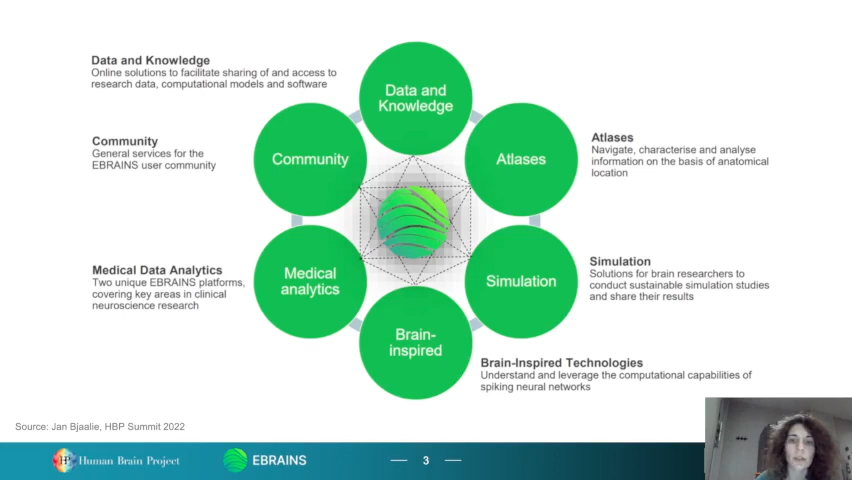 Data and Knowledge
Online solutions to facilitate sharing of and access to
research data, computational models and software
Data and
Knowledge
Community
General services for the
EBRAINS user community
Community
Atlases
Atlases
Navigate, characterise and analyse
information on the basis of anatomical
location
Medical Data Analytics
Two unique EBRAINS platforms,
covering key areas in clinical
neuroscience research
Medical
analytics
Simulation
Simulation
Solutions for brain researchers to
conduct sustainable simulation studies
and share their results
Brain-
inspired
Brain-Inspired Technologies
Understand and leverage the computational capabilities of
spiking neural networks
Source: Jan Bjaalie, HBP Summit 2022
Human Brain Project
EBRAINS
3